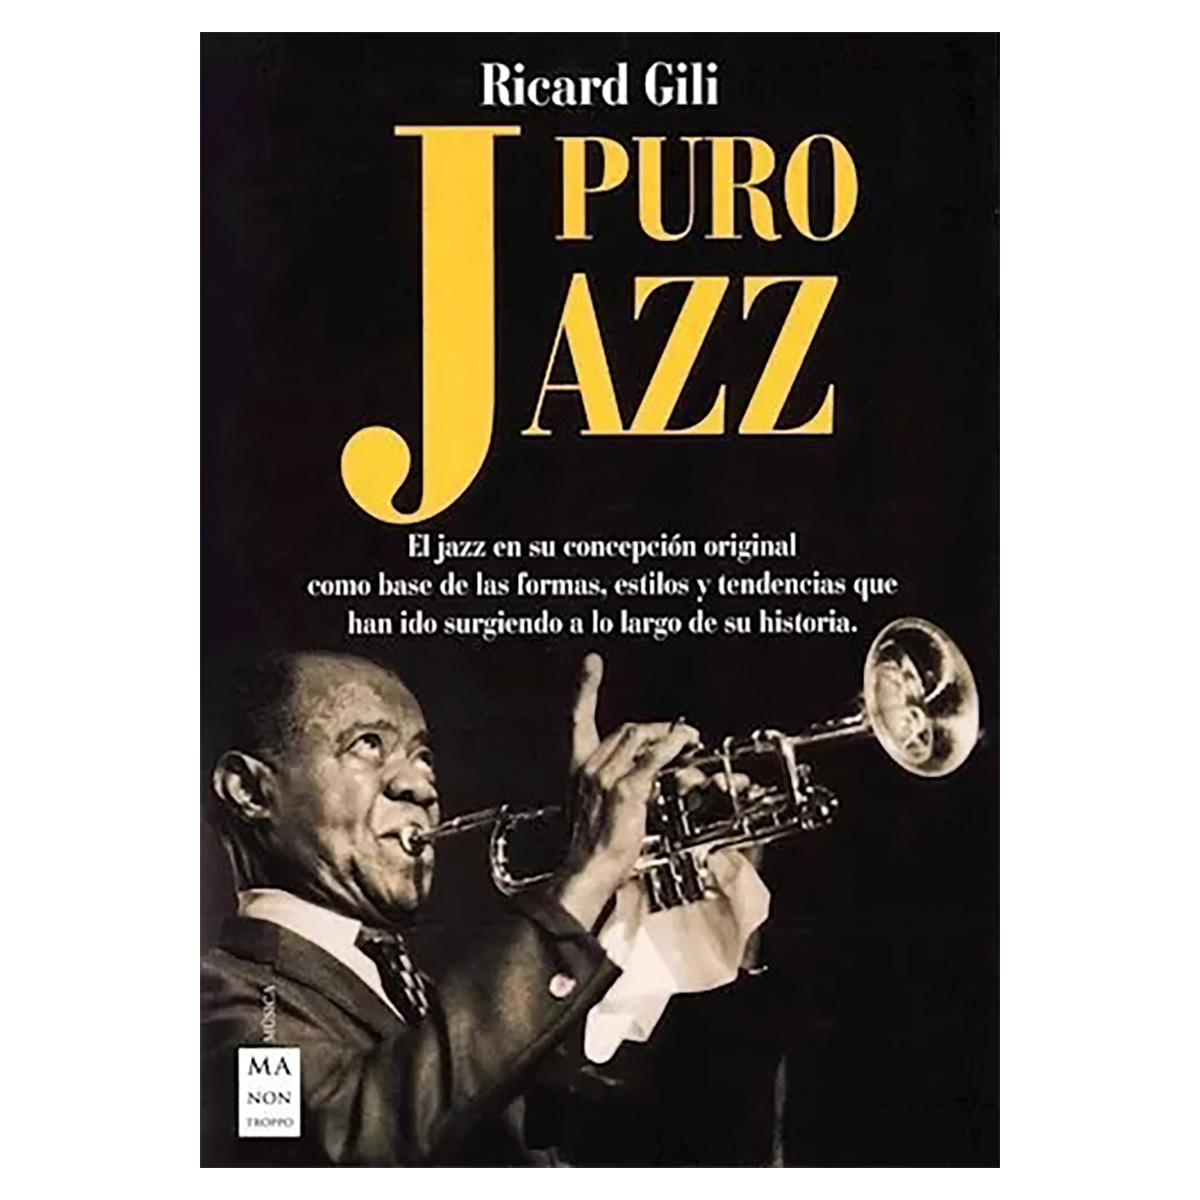 Ricard Gili
PURO
JAZZ
El jazz en su concepción original
como base de las formas, estilos y tendencias que
han ido surgiendo a lo largo de su historia.
MÚSICA
MA
NON
TROPPO